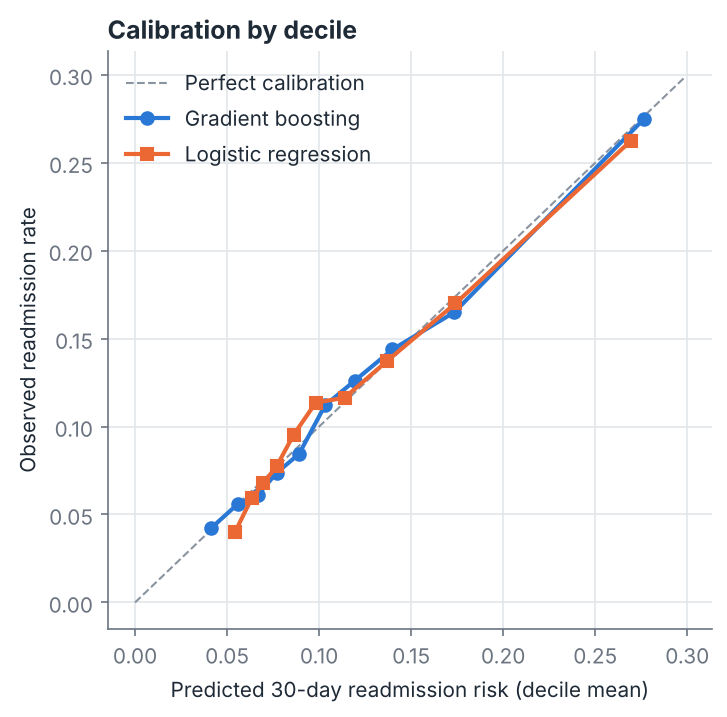 Calibration by decile
Perfect calibration
Gradient boosting
Logistic regression
Observed readmission rate
0.30
0.25
0.20
0.15
0.10
0.05
0.00
0.00 0.05 0.10 0.15 0.20 0.25 0.30
Predicted 30-day readmission risk (decile mean)